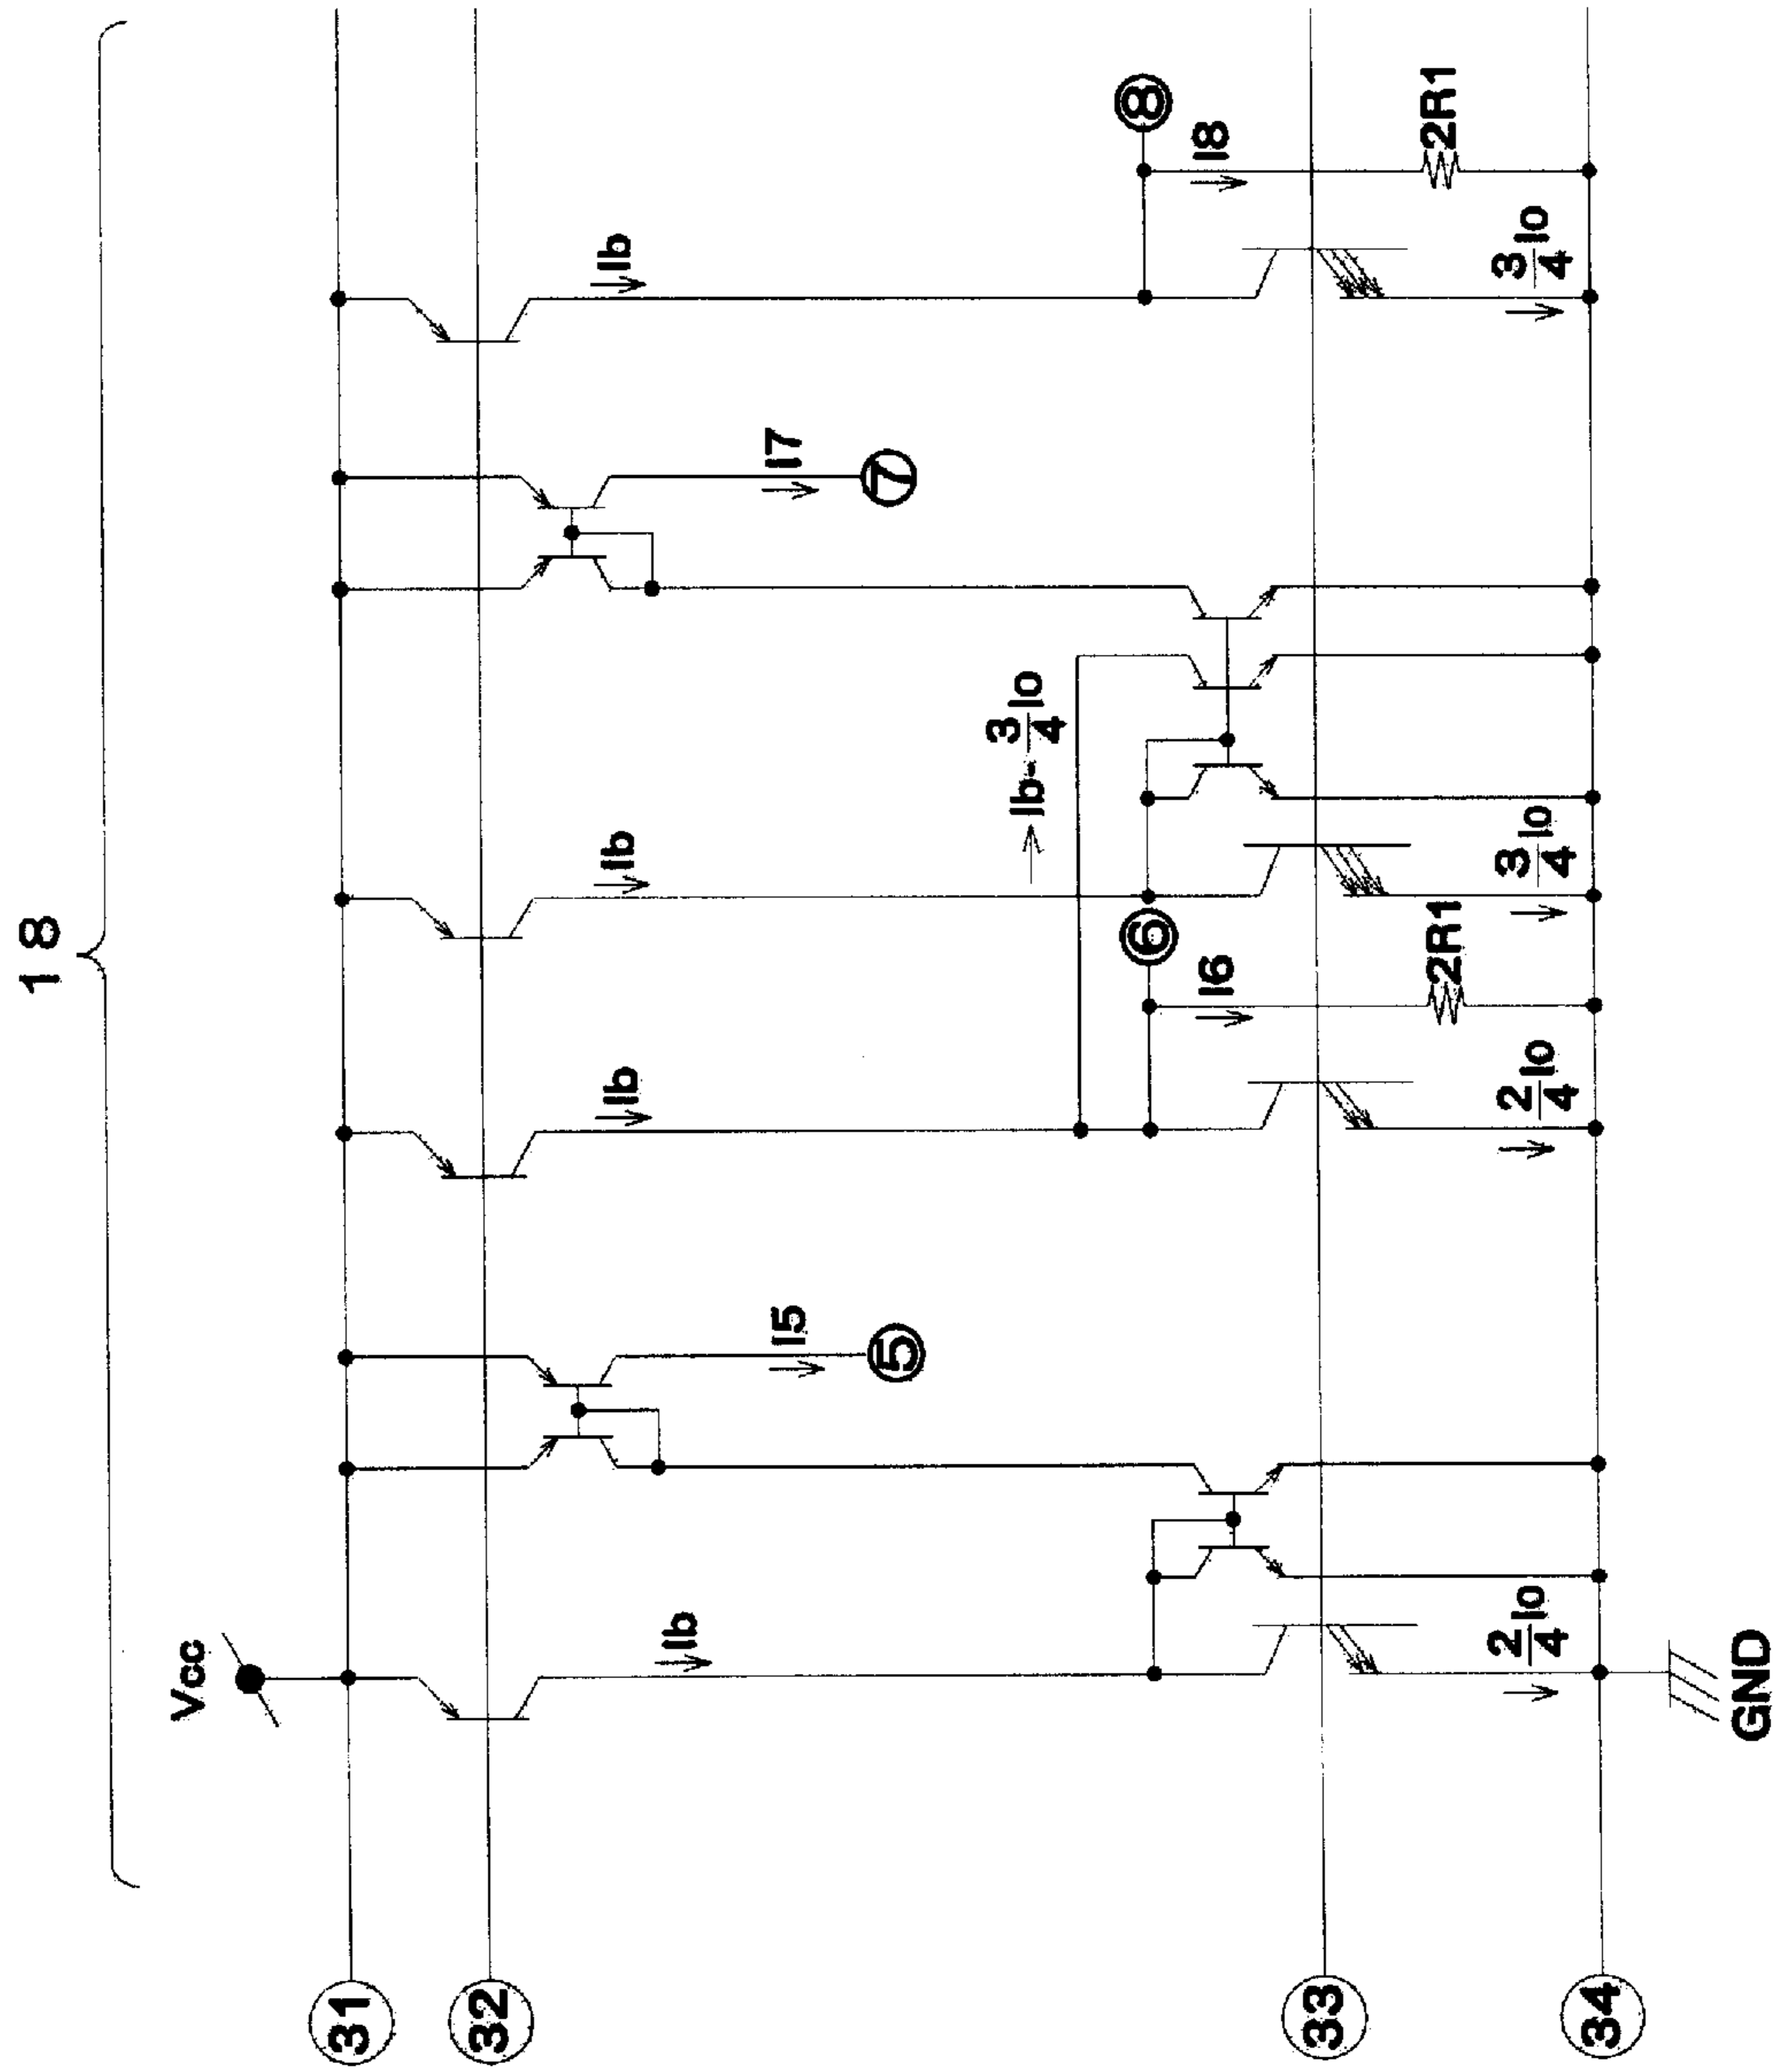 18
Vcc
31
32
33
34
GND
Ib
2/4 Io
I5
⑤
Ib
2/4 Io
⑥
I6
2R1
Ib
3/4 Io
Ib-3/4 Io
I7
⑦
Ib
3/4 Io
⑧
I8
2R1